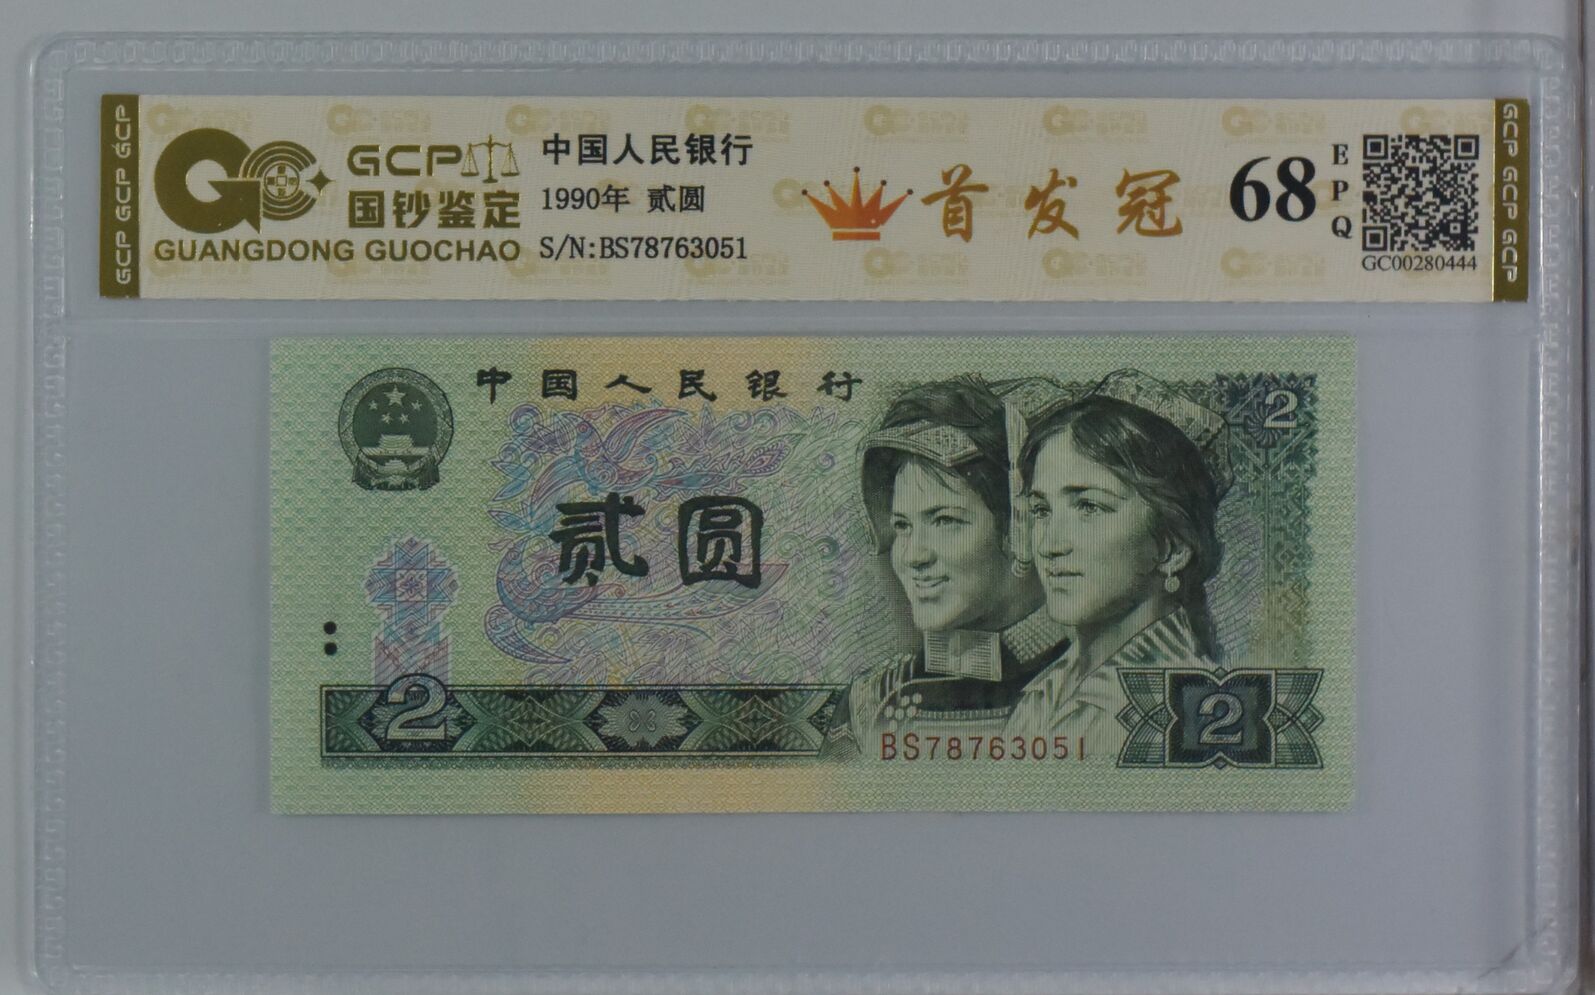 GCP GCP GCP
GCP
国钞鉴定
GUANGDONG GUOCHAO
中国人民银行
1990年 贰圆
S/N:BS78763051
首发冠
68
EPQ
GC00280444
GCP GCP GCP
中国人民银行
2
贰圆
2
BS78763051
2